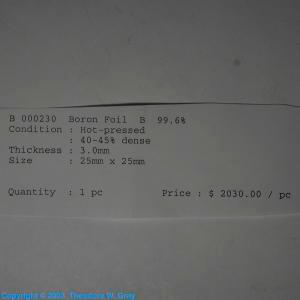 B 000230 Boron Foil B 99.6%
Condition : Hot-pressed
: 40-45% dense
Thickness : 3.0mm
Size : 25mm x 25mm
Quantity : 1 pc Price : $ 2030.00 / pc
Copyright © 2003 Theodore W. Gray